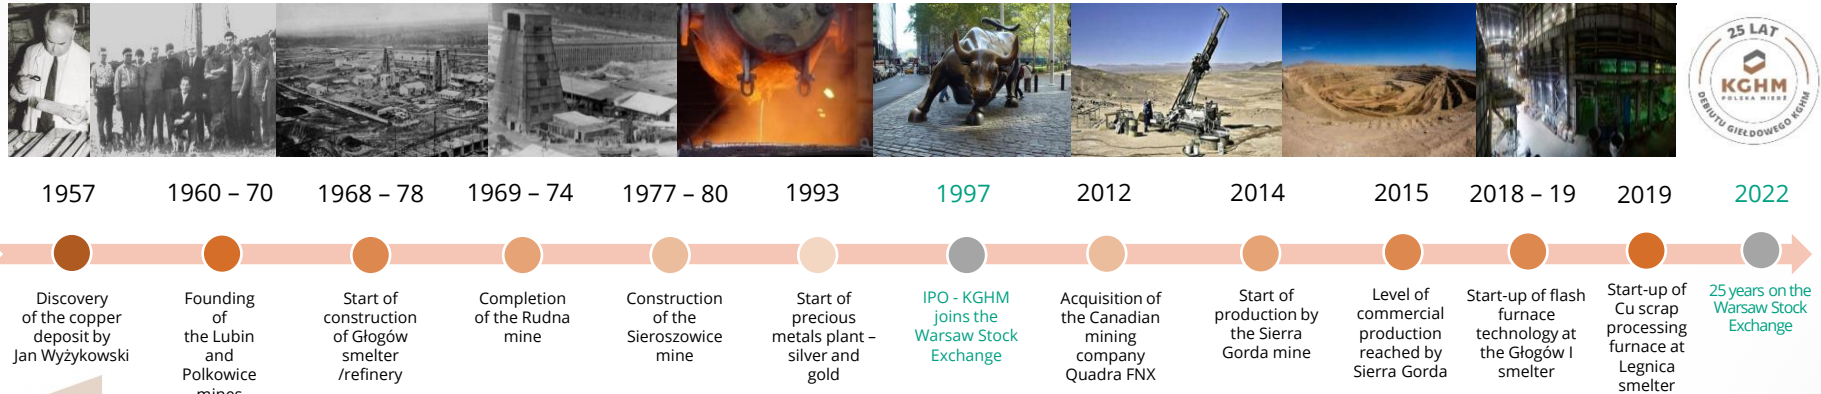 25 LAT
KGHM
POLSKA MIEDŹ
DEBIUTU GIEŁDOWEGO KGHM
1957
1960 – 70
1968 – 78
1969 – 74
1977 – 80
1993
1997
2012
2014
2015
2018 – 19
2019
2022
Discovery
of the copper
deposit by
Jan Wyżykowski
Founding
of
the Lubin
and
Polkowice
mines
Start of
construction
of Głogów
smelter
/refinery
Completion
of the Rudna
mine
Construction
of the
Sieroszowice
mine
Start of
precious
metals plant –
silver and
gold
IPO - KGHM
joins the
Warsaw Stock
Exchange
Acquisition of
the Canadian
mining
company
Quadra FNX
Start of
production by
the Sierra
Gorda mine
Level of
commercial
production
reached by
Sierra Gorda
Start-up of flash
furnace
technology at
the Głogów I
smelter
Start-up of
Cu scrap
processing
furnace at
Legnica
smelter
25 years on the
Warsaw Stock
Exchange